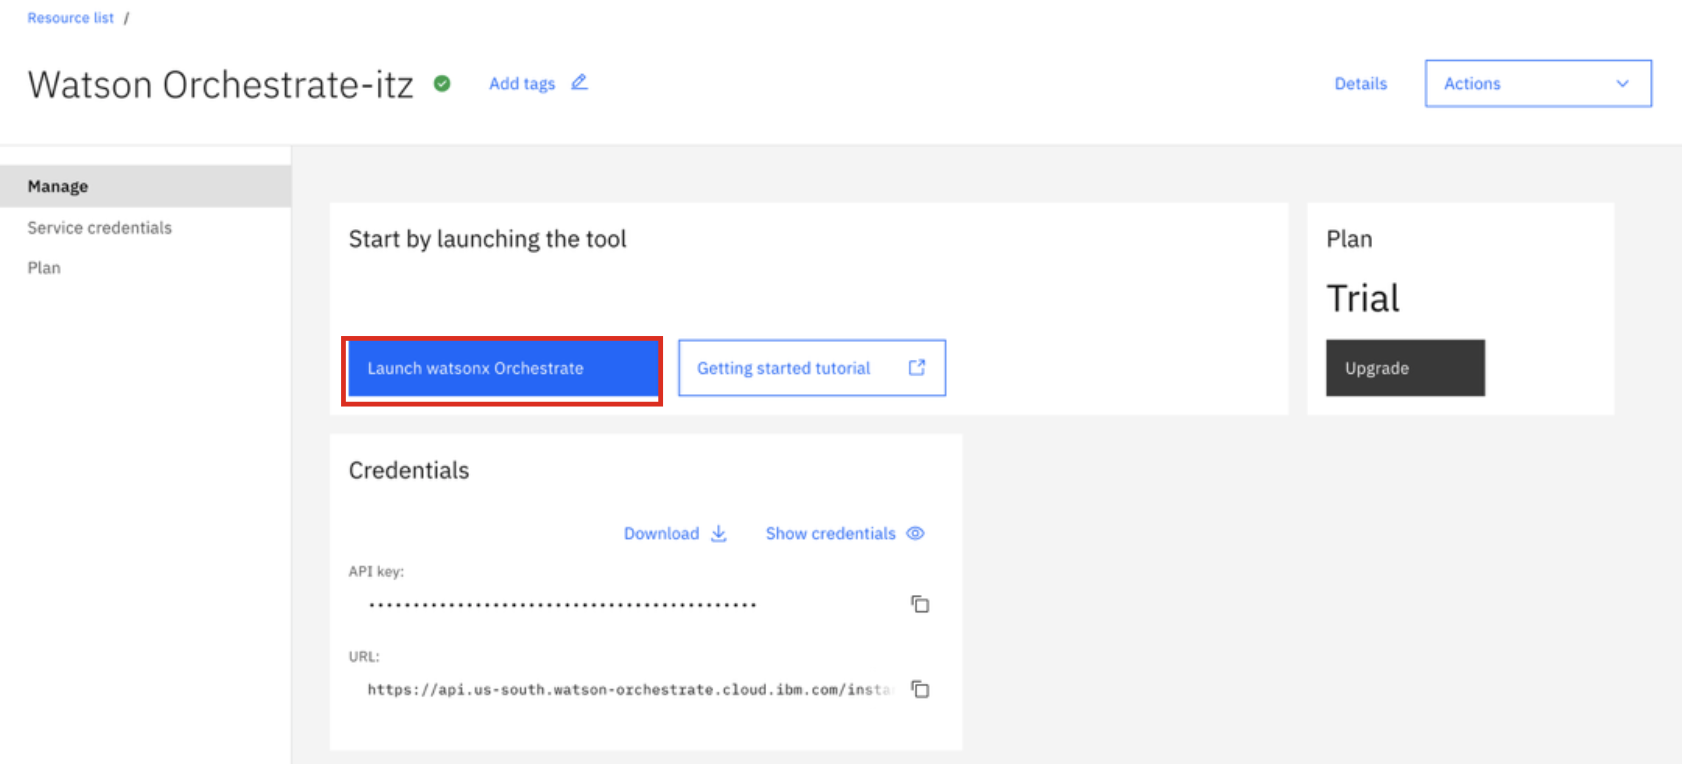 Resource list /
Watson Orchestrate-itz
Add tags
Details
Actions
Manage
Service credentials
Plan
Start by launching the tool
Launch watsonx Orchestrate
Getting started tutorial
Plan
Trial
Upgrade
Credentials
Download
Show credentials
API key:
URL:
https://api.us-south.watson-orchestrate.cloud.ibm.com/insta